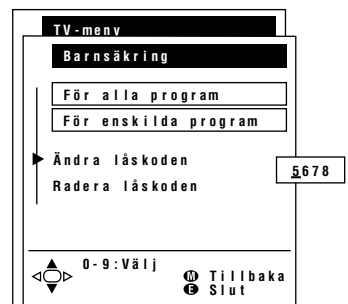 TV-meny
Barnsäkring
För alla program
För enskilda program
Ändra låskoden
5678
Radera låskoden
0-9:Välj
M Tillbaka
E Slut